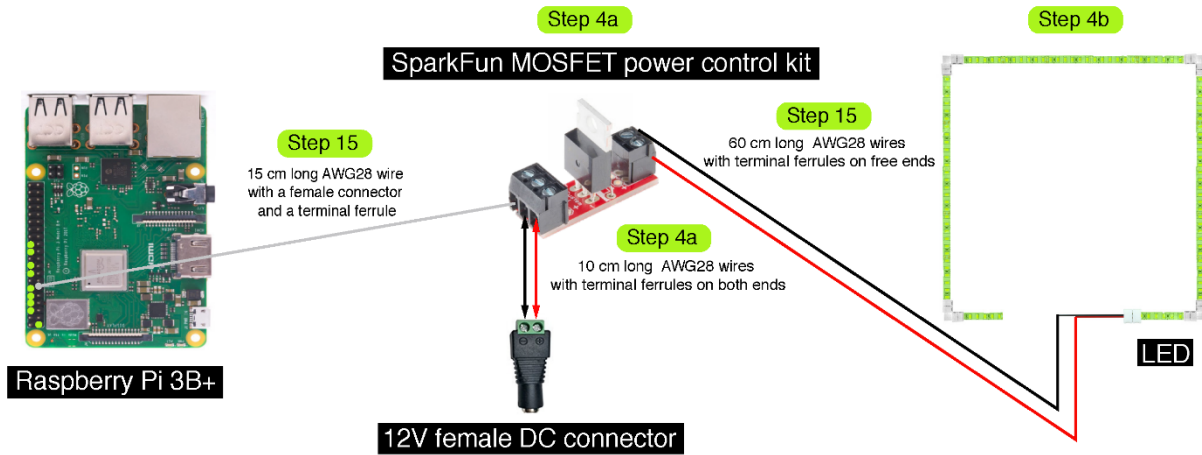 Step 4a
SparkFun MOSFET power control kit
Step 4b
Step 15
15 cm long AWG28 wire
with a female connector
and a terminal ferrule
Step 15
60 cm long AWG28 wires
with terminal ferrules on free ends
Step 4a
10 cm long AWG28 wires
with terminal ferrules on both ends
HDMI
Raspberry Pi 3B+
12V female DC connector
LED